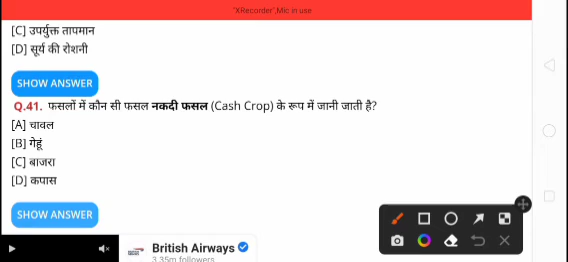 "XRecorder",Mic in use
[C] उपर्युक्त तापमान
[D] सूर्य की रोशनी
SHOW ANSWER
Q.41. फसलों में कौन सी फसल नकदी फसल (Cash Crop) के रूप में जानी जाती है?
[A] चावल
[B] गेहूं
[C] बाजरा
[D] कपास
SHOW ANSWER
British Airways
3.35m followers